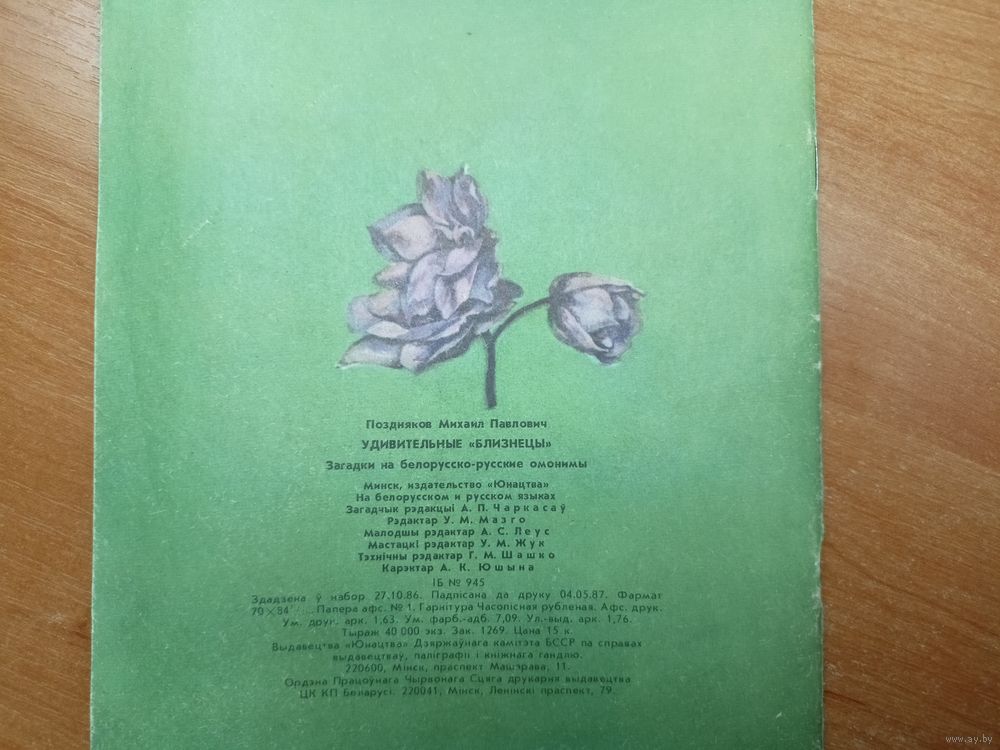 Поздняков Михаил Павлович
УДИВИТЕЛЬНЫЕ «БЛИЗНЕЦЫ»
Загадки на белорусско-русские омонимы
Минск, издательство «Юнацтва»
На белорусском и русском языках
Загадчык рэдакцыі А. П. Чаркасаў
Рэдактар У. М. Мазго
Малодшы рэдактар А. С. Леус
Мастацкі рэдактар У. М. Жук
Тэхнічны рэдактар Г. М. Шашко
Карэктар А. К. Юшына
ІБ № 945
Здадзена ў набор 27.10.86. Падпісана да друку 04.05.87. Фармат
70×84 Папера афс. № 1. Гарнітура Часопісная рубленая. Афс. друк.
Ум. друк. арк. 1,63. Ум. фарб.-адб. 7,09. Ул.-выд. арк. 1,76.
Тыраж 40 000 экз. Зак. 1269. Цана 15 к.
Выдавецтва «Юнацтва» Дзяржаўнага камітэта БССР па справах
выдавецтваў, паліграфіі і кніжнага гандлю.
220600, Мінск, праспект Машэрава, 11.
Ордэна Працоўнага Чырвонага Сцяга друкарня выдавецтва
ЦК КП Беларусі. 220041, Мінск, Ленінскі праспект, 79.
www.ay.by